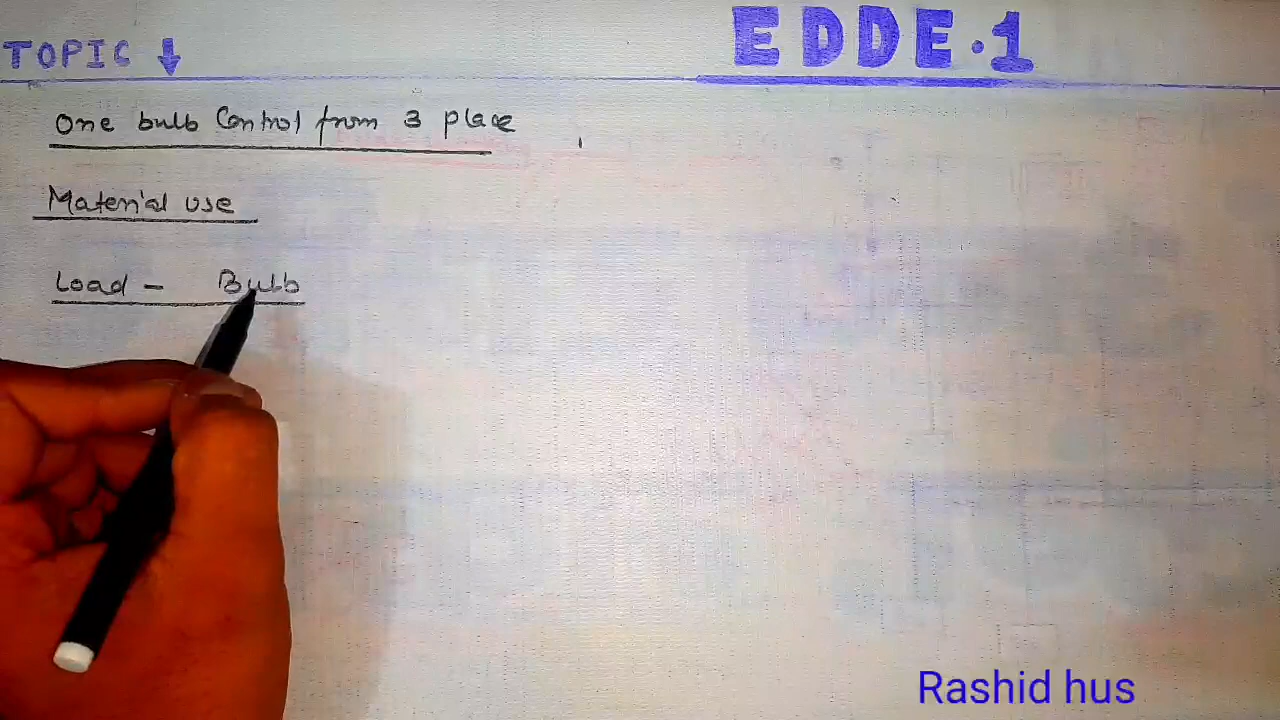 TOPIC ↓ EDDE.1
One bulb Control from 3 place
Material use
Load - Bulb
Rashid hus